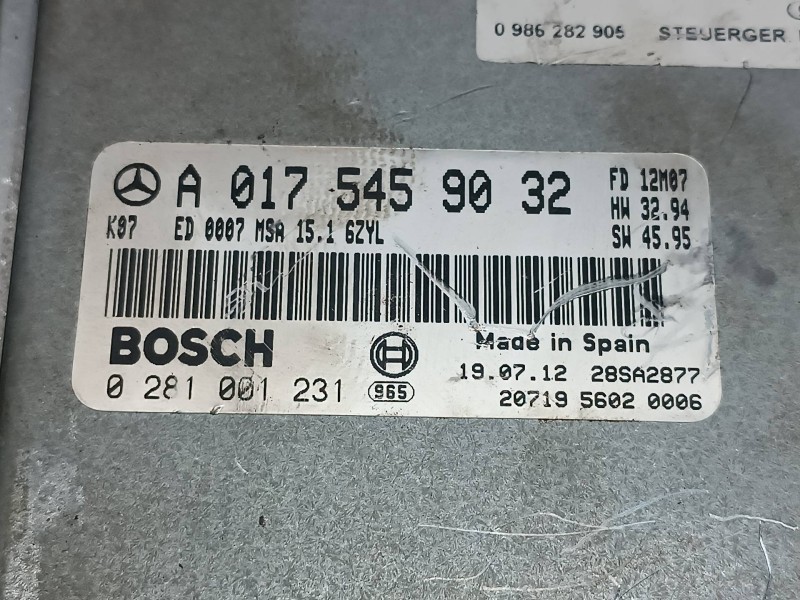 0 986 282 905 STEUERGER.
A 017 545 90 32
FD 12M07
HW 32.94
K07 ED 0007 MSA 15.1 6ZYL
SW 45.95
BOSCH
Made in Spain
0 281 001 231 965
19.07.12 28SA2877
207195 5602 0006